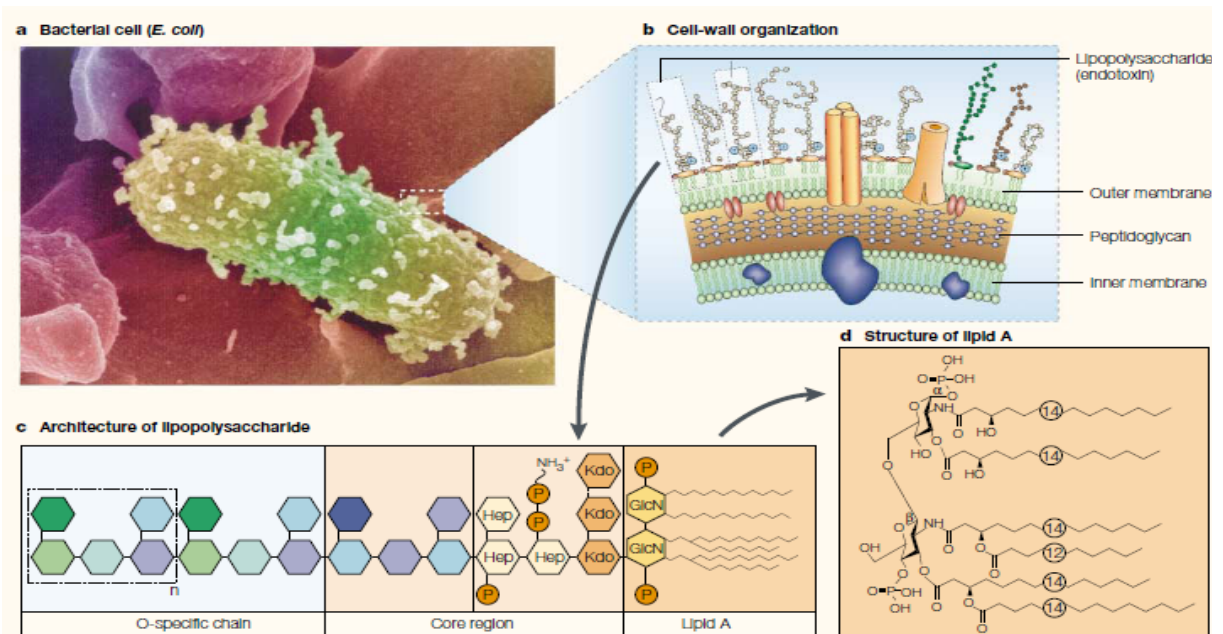 a Bacterial cell (E. coli)
b Cell-wall organization
Lipopolysaccharide
(endotoxin)
Outer membrane
Peptidoglycan
Inner membrane
c Architecture of lipopolysaccharide
NH3+
P
P
Hep
Hep
Hep
P
Kdo
Kdo
Kdo
P
GlcN
GlcN
P
n
O-specific chain
Core region
Lipid A
d Structure of lipid A
OH
O P OH
α
O
O
NH
O
HO
14
O
HO
O
O
HO
14
O
β
O
NH
O
O
14
OH
O
O
12
O
P
O
OH
HO
O
O
14
O
O
14